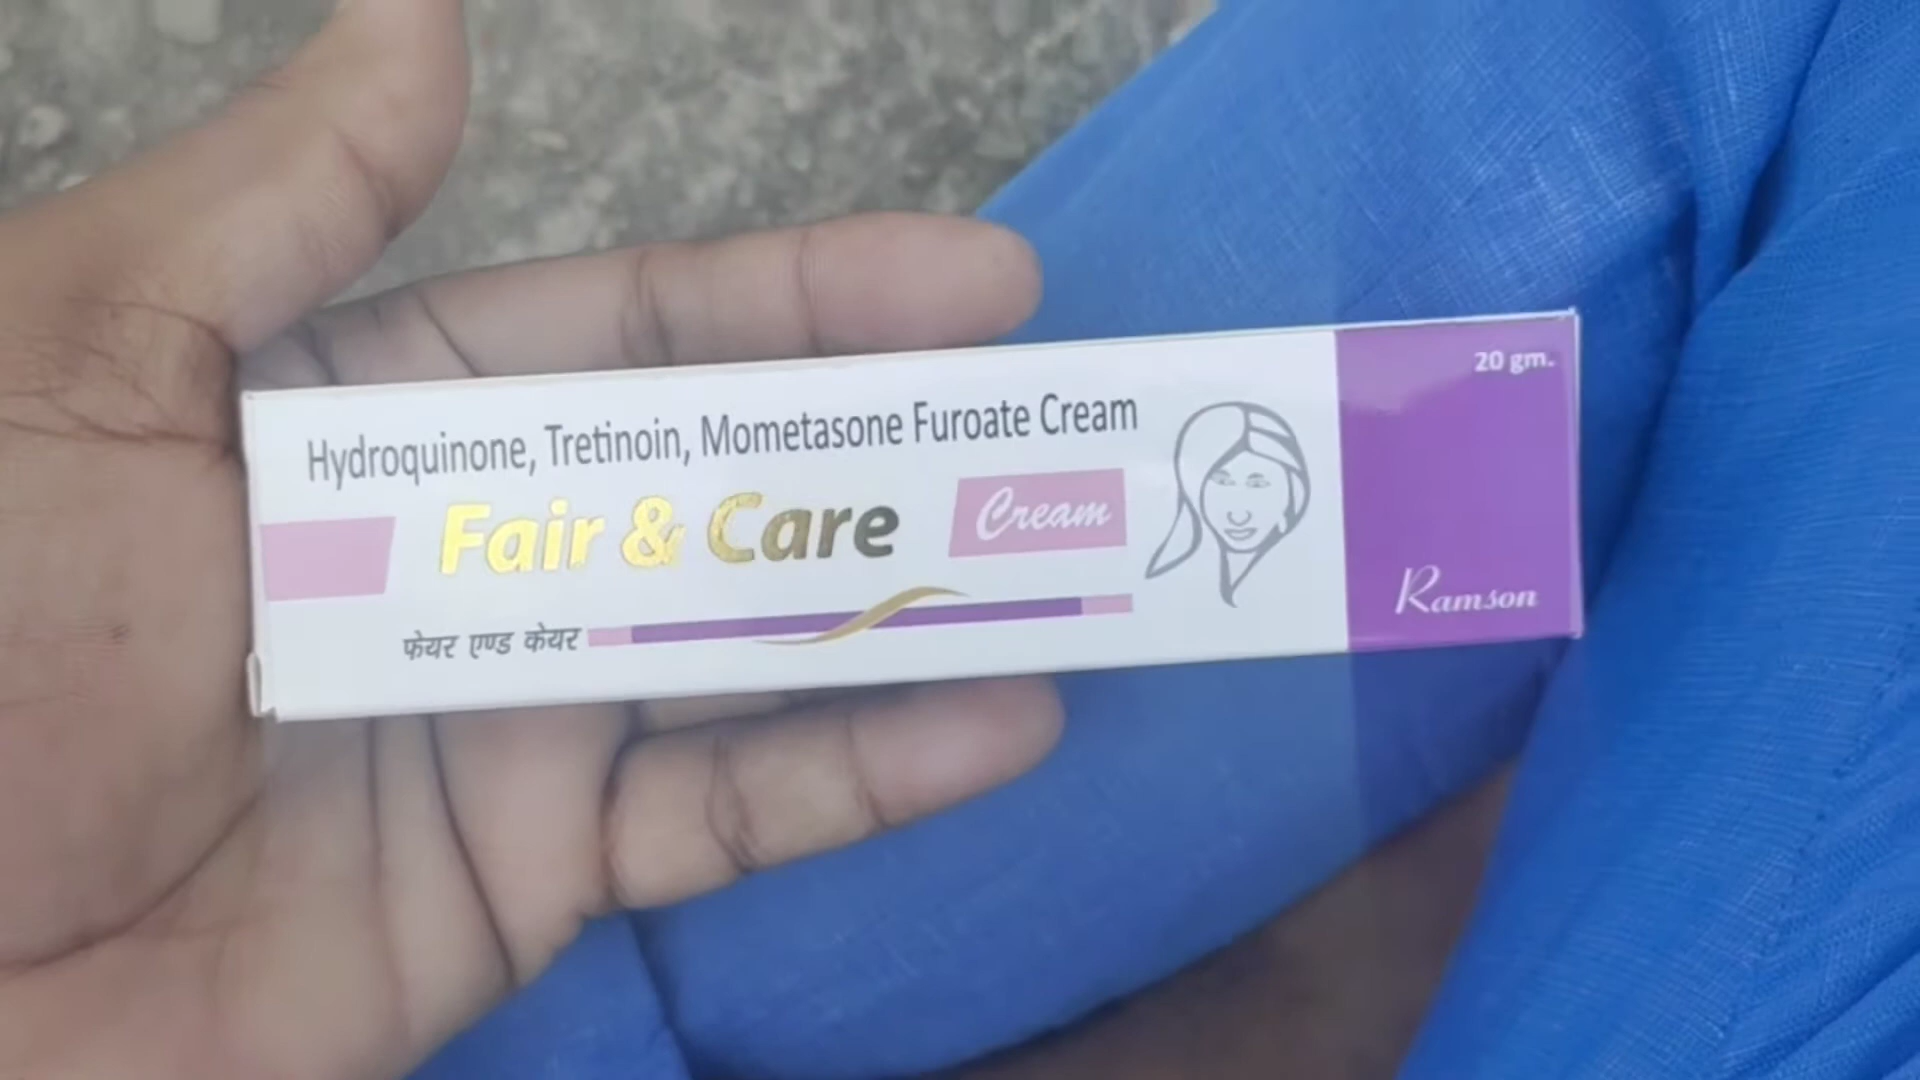 20 gm.
Hydroquinone, Tretinoin, Mometasone Furoate Cream
Fair & Care Cream
फेयर एण्ड केयर
Ramson